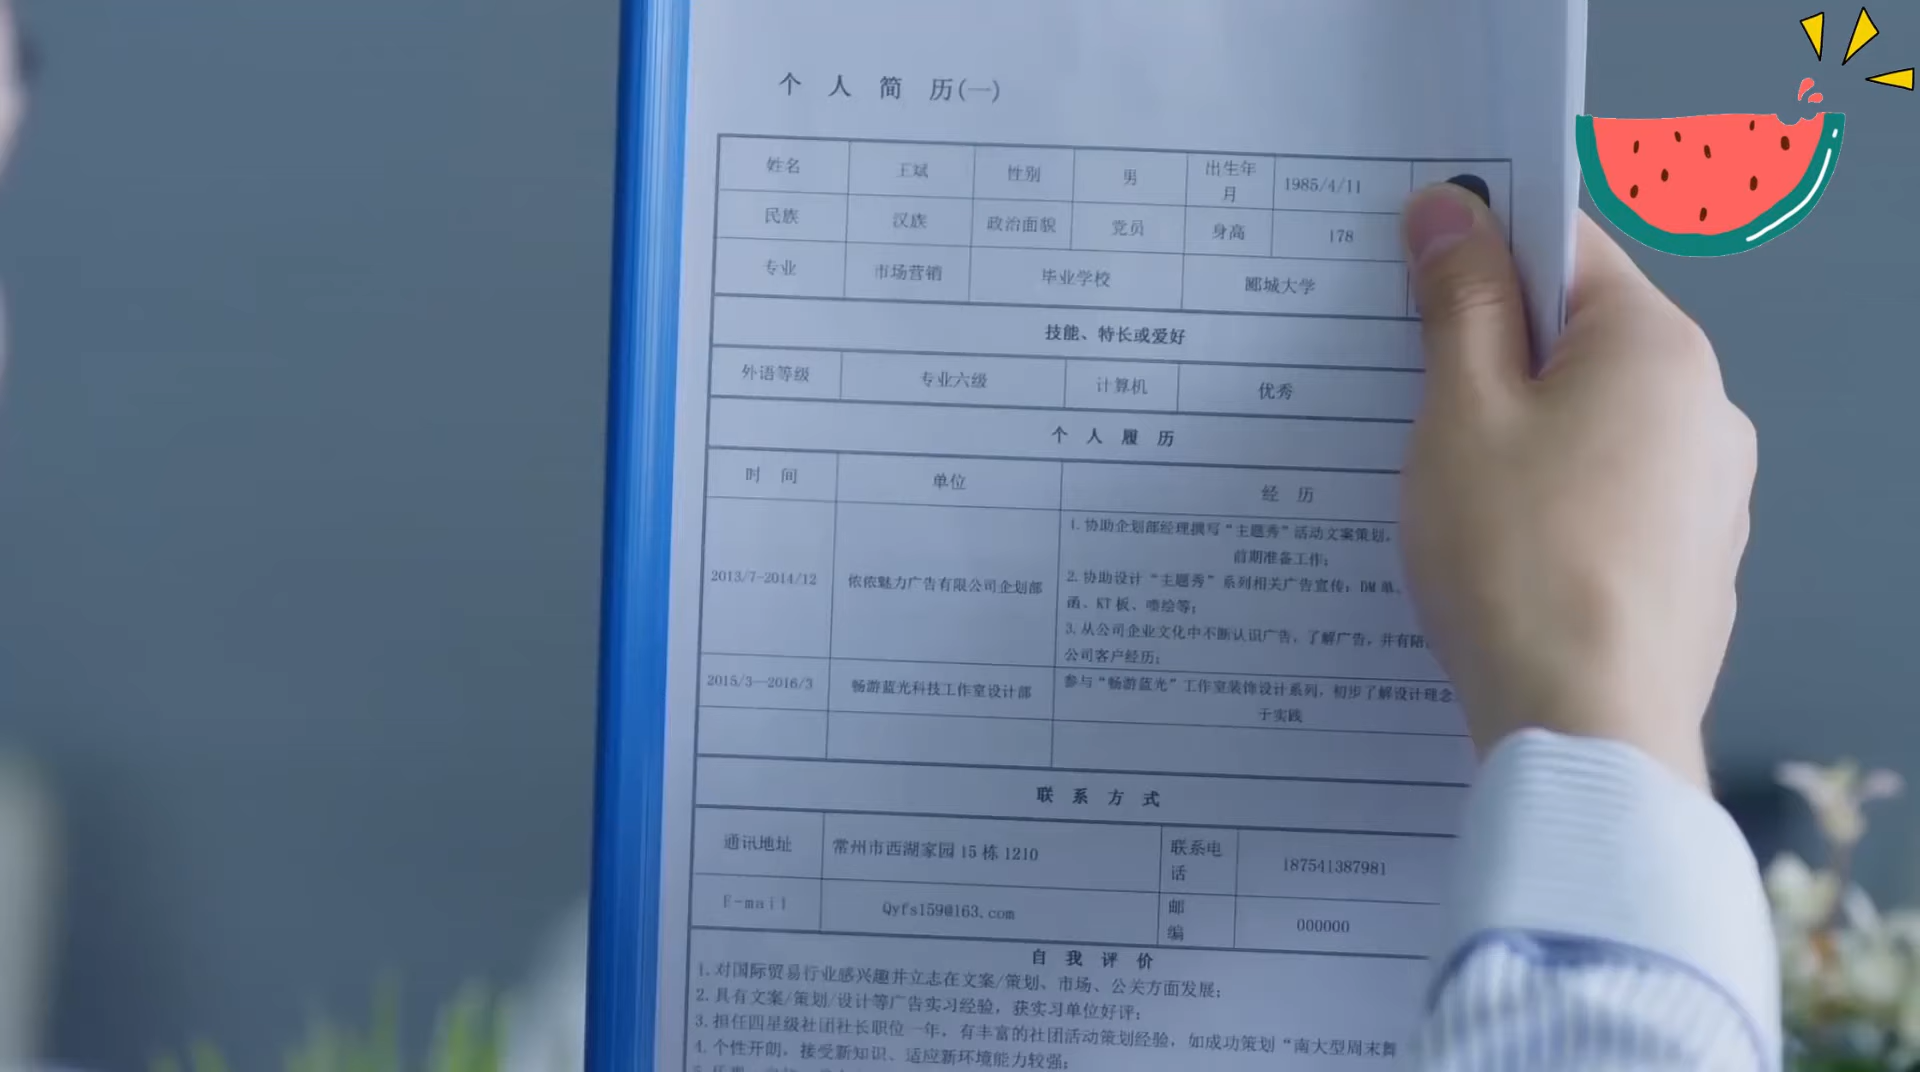 个 人 简 历(一)
姓名 王斌 性别 男 出生年月 1985/4/11
民族 汉族 政治面貌 党员 身高 178
专业 市场营销 毕业学校 郾城大学
技能、特长或爱好
外语等级 专业六级 计算机 优秀
个 人 履 历
时 间 单位 经 历
2013/7-2014/12 侬侬魅力广告有限公司企划部
1.协助企划部经理撰写“主题秀”活动文案策划,
前期准备工作;
2.协助设计“主题秀”系列相关广告宣传:DM单、
函、KT板、喷绘等;
3.从公司企业文化中不断认识广告,了解广告,并有陪
公司客户经历;
2015/3—2016/3 畅游蓝光科技工作室设计部
参与“畅游蓝光”工作室装饰设计系列,初步了解设计理念
于实践
联 系 方 式
通讯地址 常州市西湖家园15栋1210 联系电话 187541387981
E-mail Qyfs159@163.com 邮编 000000
自 我 评 价
1.对国际贸易行业感兴趣并立志在文案/策划、市场、公关方面发展;
2.具有文案/策划/设计等广告实习经验,获实习单位好评;
3.担任四星级社团社长职位一年,有丰富的社团活动策划经验,如成功策划“南大型周末舞
4.个性开朗,接受新知识、适应新环境能力较强;